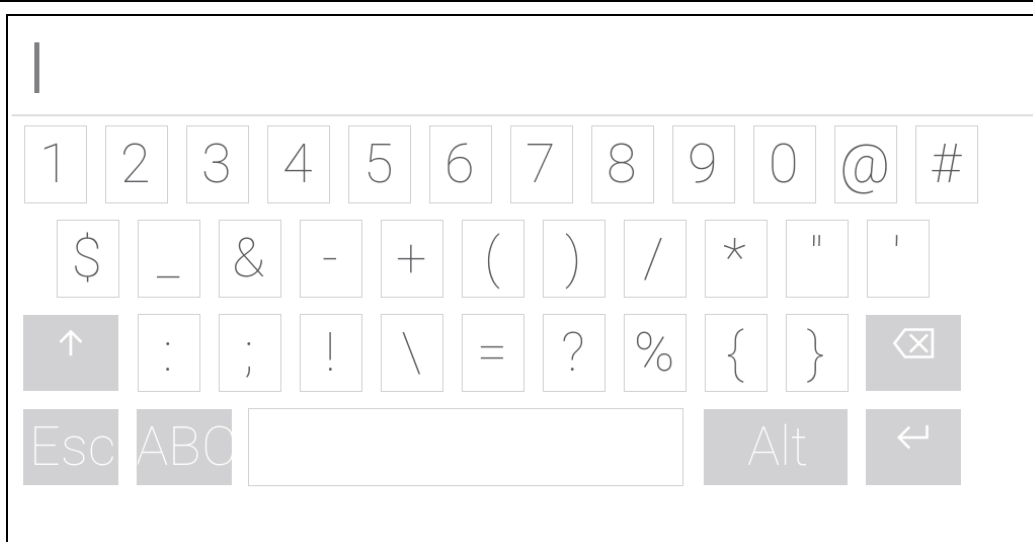 1 2 3 4 5 6 7 8 9 0 @ #
$ _ & - + ( ) / * " '
↑ : ; ! \ = ? % { } ⌫
Esc ABC Alt ↵